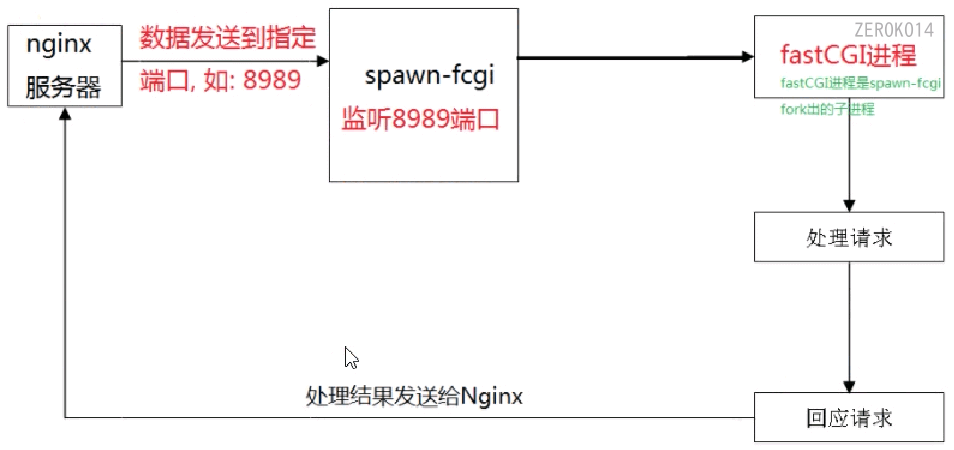 nginx
服务器
数据发送到指定
端口, 如: 8989
spawn-fcgi
监听8989端口
ZEROK014
fastCGI进程
fastCGI进程是spawn-fcgi
fork出的子进程
处理请求
处理结果发送给Nginx
回应请求